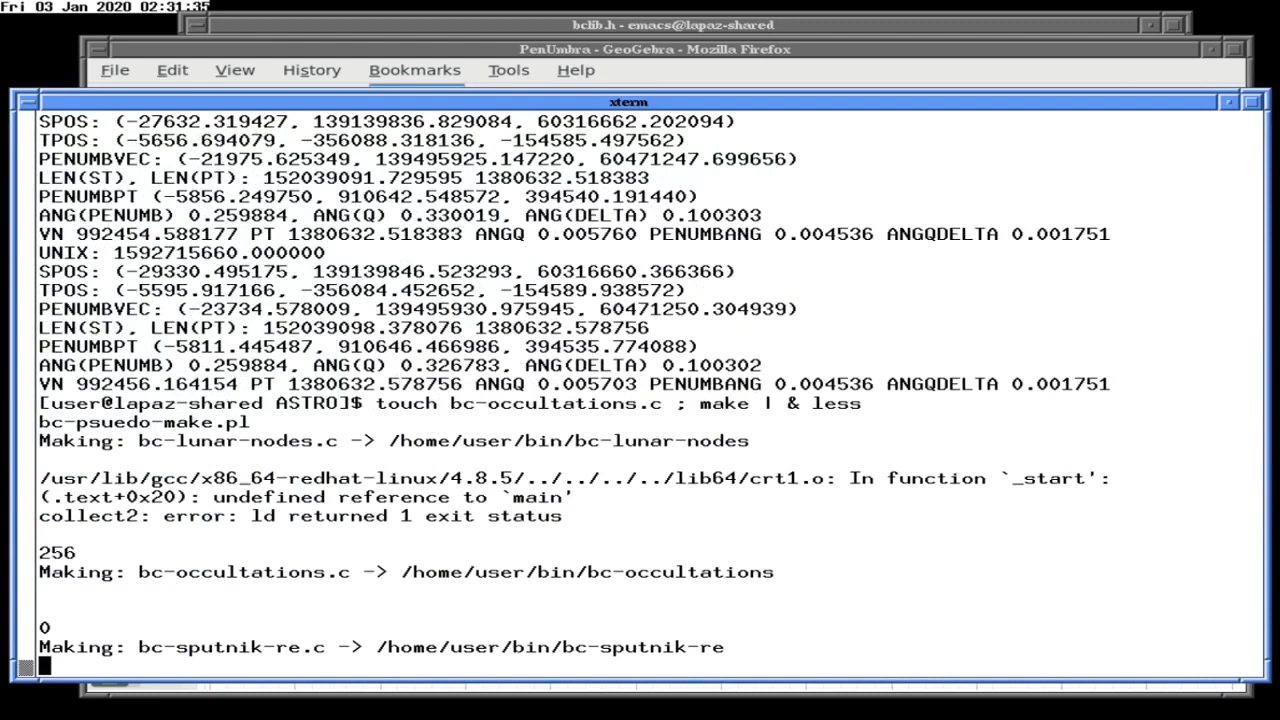 Fri 03 Jan 2020 02:31:35
bclib.h - emacs@lapaz-shared
PenUmbra - GeoGebra - Mozilla Firefox
File Edit View History Bookmarks Tools Help
xterm
SPOS: (-27632.319427, 139139836.829084, 60316662.202094)
TPOS: (-5656.694079, -356088.318136, -154585.497562)
PENUMBVEC: (-21975.625349, 139495925.147220, 60471247.699656)
LEN(ST), LEN(PT): 152039091.729595 1380632.518383
PENUMBPT (-5856.249750, 910642.548572, 394540.191440)
ANG(PENUMB) 0.259884, ANG(Q) 0.330019, ANG(DELTA) 0.100303
VN 992454.588177 PT 1380632.518383 ANGQ 0.005760 PENUMBANG 0.004536 ANGQDELTA 0.001751
UNIX: 1592715660.000000
SPOS: (-29330.495175, 139139846.523293, 60316660.366366)
TPOS: (-5595.917166, -356084.452652, -154589.938572)
PENUMBVEC: (-23734.578009, 139495930.975945, 60471250.304939)
LEN(ST), LEN(PT): 152039098.378076 1380632.578756
PENUMBPT (-5811.445487, 910646.466986, 394535.774088)
ANG(PENUMB) 0.259884, ANG(Q) 0.326783, ANG(DELTA) 0.100302
VN 992456.164154 PT 1380632.578756 ANGQ 0.005703 PENUMBANG 0.004536 ANGQDELTA 0.001751
[user@lapaz-shared ASTRO]$ touch bc-occultations.c ; make | & less
bc-psuedo-make.pl
Making: bc-lunar-nodes.c -> /home/user/bin/bc-lunar-nodes
/usr/lib/gcc/x86_64-redhat-linux/4.8.5/../../../../lib64/crt1.o: In function `_start':
(.text+0x20): undefined reference to `main'
collect2: error: ld returned 1 exit status
256
Making: bc-occultations.c -> /home/user/bin/bc-occultations
0
Making: bc-sputnik-re.c -> /home/user/bin/bc-sputnik-re